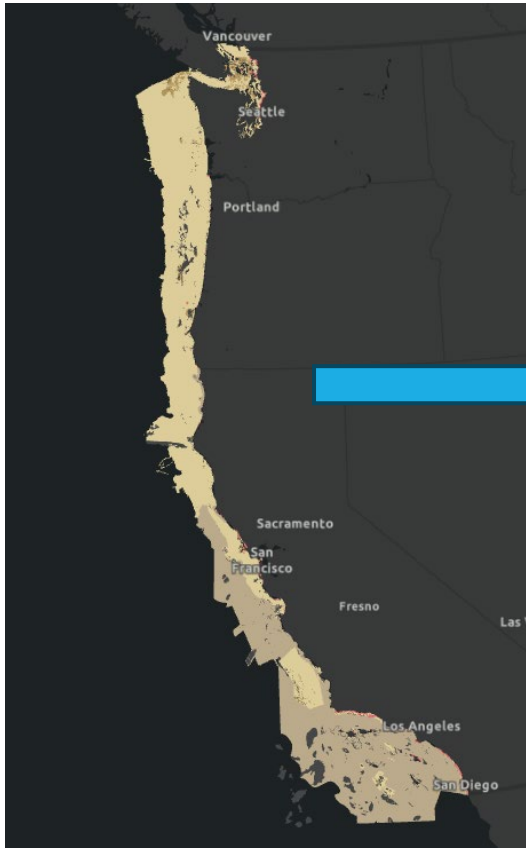 Vancouver
Seattle
Portland
Sacramento
San
Francisco
Fresno
Las
Los Angeles
San Diego